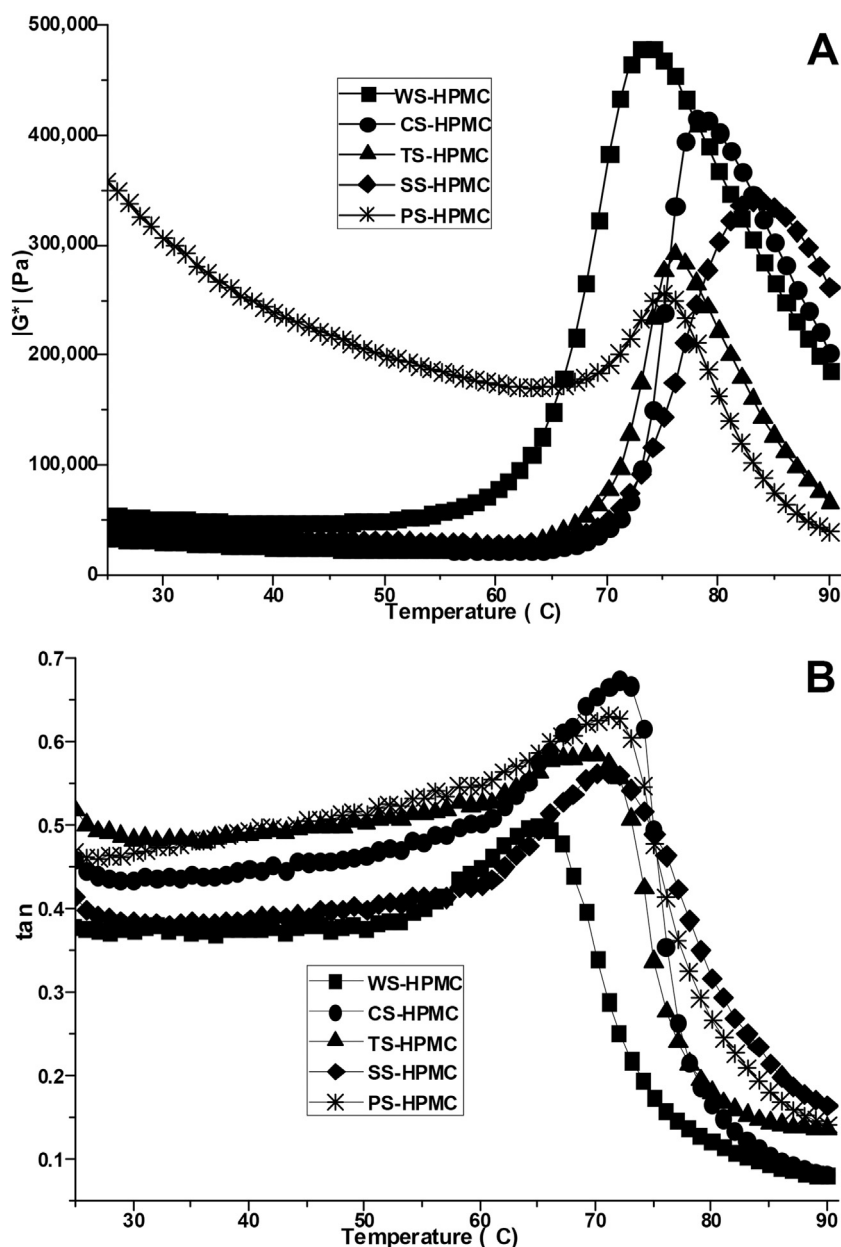 A
500,000
400,000
300,000
200,000
100,000
0
|G*| (Pa)
WS-HPMC
CS-HPMC
TS-HPMC
SS-HPMC
PS-HPMC
30 40 50 60 70 80 90
Temperature ( C)
B
0.7
0.6
0.5
0.4
0.3
0.2
0.1
tan
WS-HPMC
CS-HPMC
TS-HPMC
SS-HPMC
PS-HPMC
30 40 50 60 70 80 90
Temperature ( C)